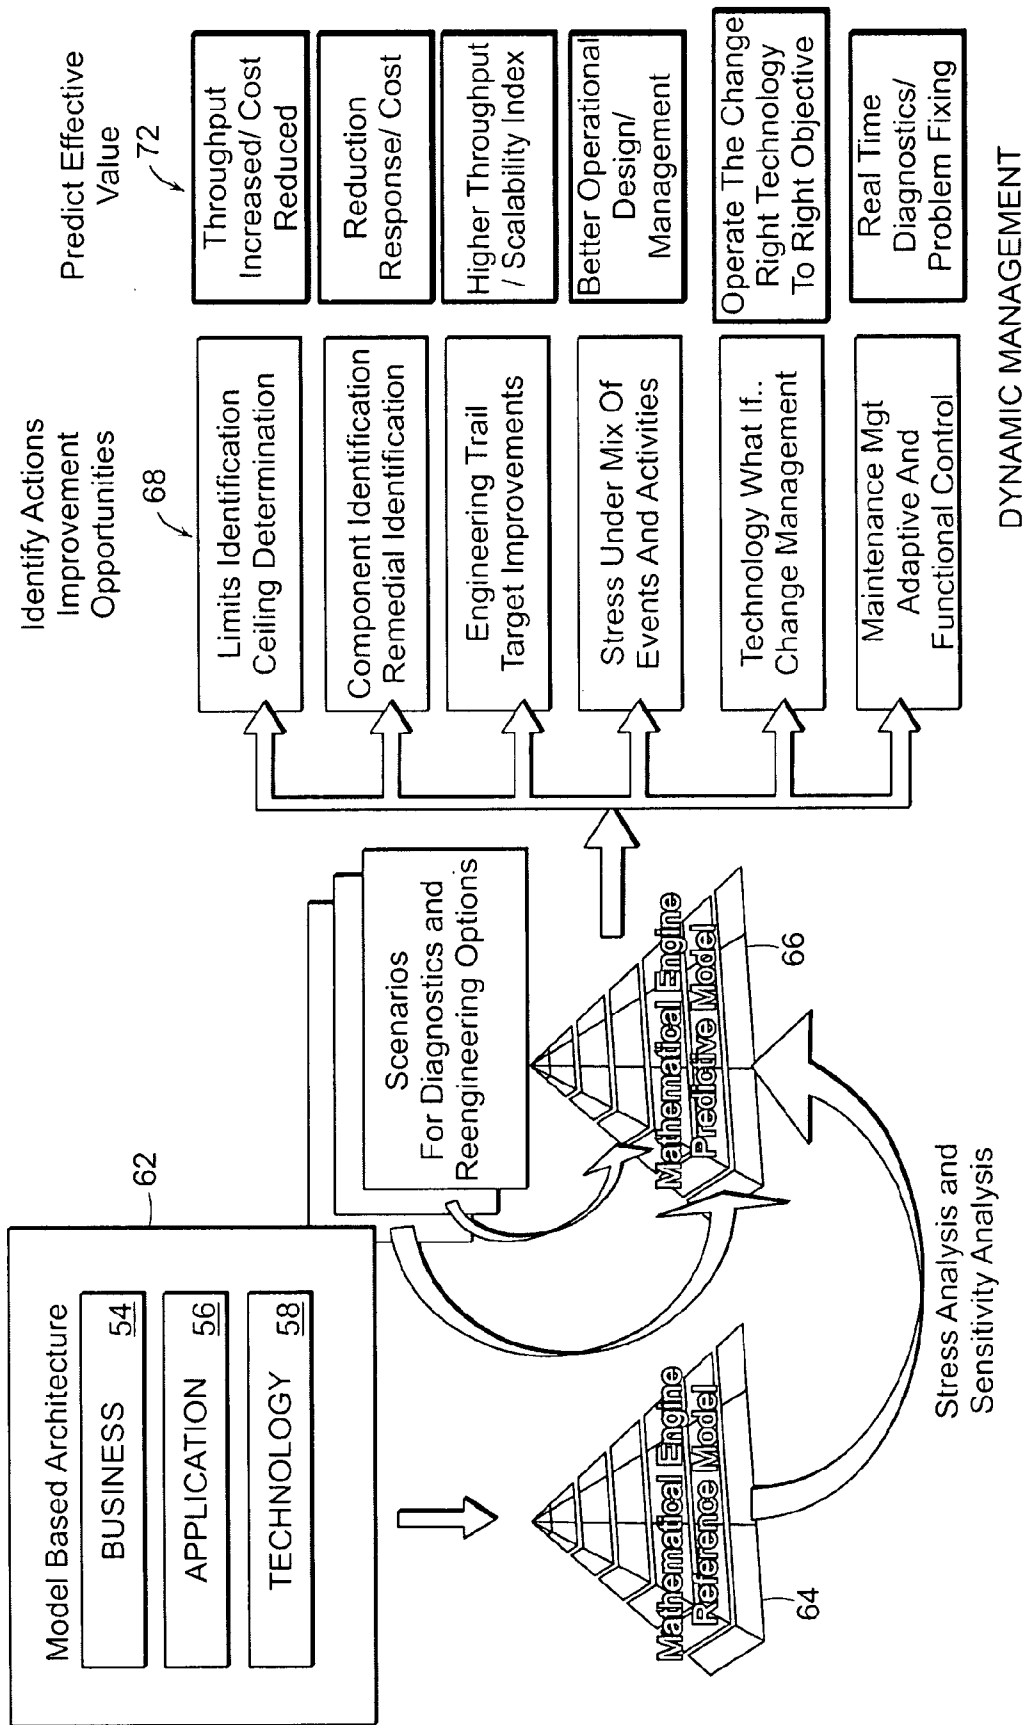 Model Based Architecture
BUSINESS 54
APPLICATION 56
TECHNOLOGY 58
62
Mathematical Engine
Reference Model
64
Scenarios
For Diagnostics and
Reengineering Options
Mathematical Engine
Predictive Model
66
Stress Analysis and
Sensitivity Analysis
Identify Actions
Improvement
Opportunities
68
Limits Identification
Ceiling Determination
Component Identification
Remedial Identification
Engineering Trail
Target Improvements
Stress Under Mix Of
Events And Activities
Technology What If..
Change Management
Maintenance Mgt
Adaptive And
Functional Control
Predict Effective
Value
72
Throughput
Increased/ Cost
Reduced
Reduction
Response/ Cost
Higher Throughput
/ Scalability Index
Better Operational
Design/
Management
Operate The Change
Right Technology
To Right Objective
Real Time
Diagnostics/
Problem Fixing
DYNAMIC MANAGEMENT